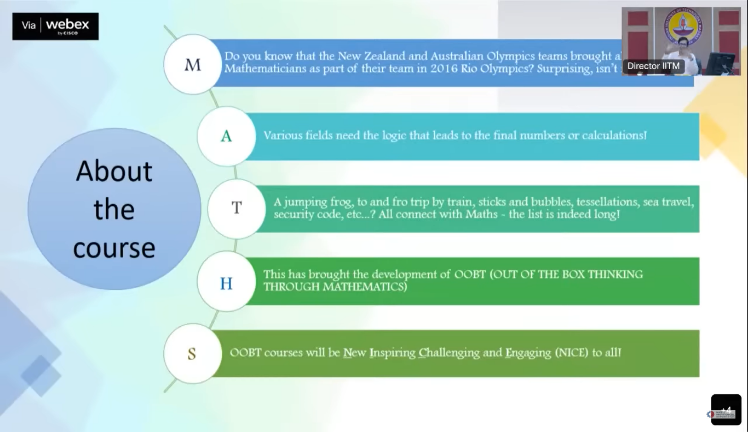 Via webex
by CISCO
Director IITM
About
the
course
M
Do you know that the New Zealand and Australian Olympics teams brought
Mathematicians as part of their team in 2016 Rio Olympics? Surprising, isn't
A
Various fields need the logic that leads to the final numbers or calculations!
T
A jumping frog, to and fro trip by train, sticks and bubbles, tessellations, sea travel,
security code, etc...? All connect with Maths - the list is indeed long!
H
This has brought the development of OOBT (OUT OF THE BOX THINKING
THROUGH MATHEMATICS)
S
OOBT courses will be New Inspiring Challenging and Engaging (NICE) to all!